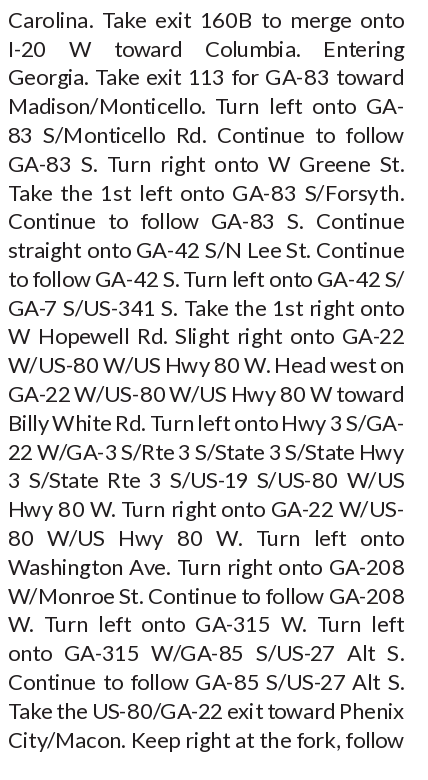 Carolina. Take exit 160B to merge onto
I-20 W toward Columbia. Entering
Georgia. Take exit 113 for GA-83 toward
Madison/Monticello. Turn left onto GA-
83 S/Monticello Rd. Continue to follow
GA-83 S. Turn right onto W Greene St.
Take the 1st left onto GA-83 S/Forsyth.
Continue to follow GA-83 S. Continue
straight onto GA-42 S/N Lee St. Continue
to follow GA-42 S. Turn left onto GA-42 S/
GA-7 S/US-341 S. Take the 1st right onto
W Hopewell Rd. Slight right onto GA-22
W/US-80 W/US Hwy 80 W. Head west on
GA-22 W/US-80 W/US Hwy 80 W toward
Billy White Rd. Turn left onto Hwy 3 S/GA-
22 W/GA-3 S/Rte 3 S/State 3 S/State Hwy
3 S/State Rte 3 S/US-19 S/US-80 W/US
Hwy 80 W. Turn right onto GA-22 W/US-
80 W/US Hwy 80 W. Turn left onto
Washington Ave. Turn right onto GA-208
W/Monroe St. Continue to follow GA-208
W. Turn left onto GA-315 W. Turn left
onto GA-315 W/GA-85 S/US-27 Alt S.
Continue to follow GA-85 S/US-27 Alt S.
Take the US-80/GA-22 exit toward Phenix
City/Macon. Keep right at the fork, follow